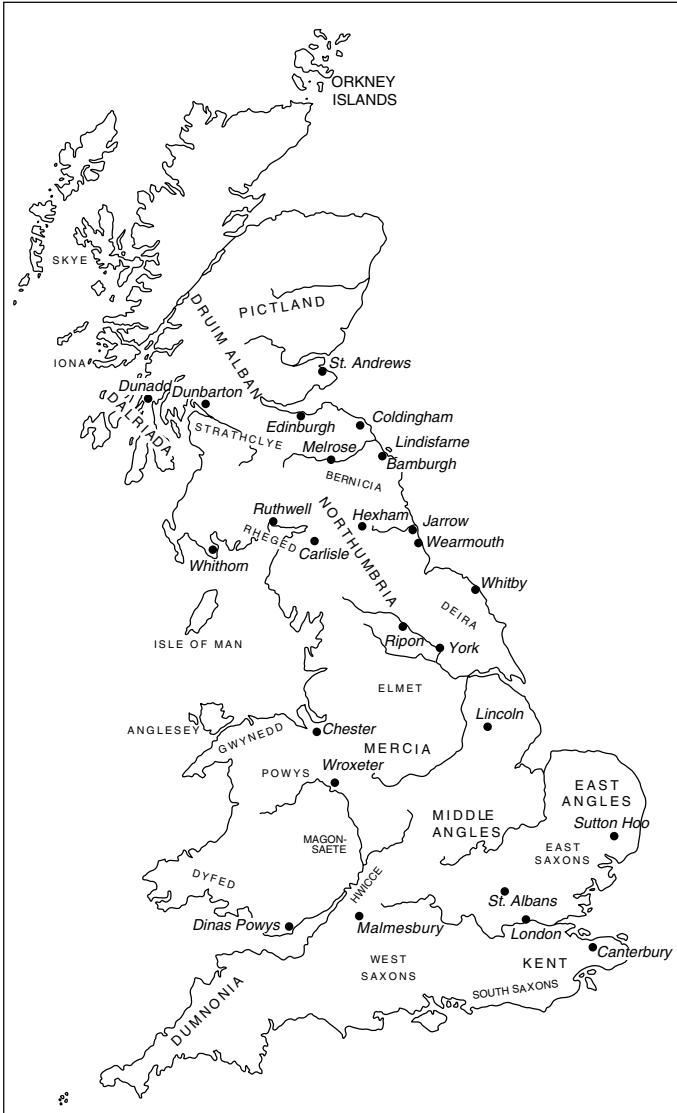 ORKNEY
ISLANDS
SKYE
PICTLAND
DRUIM ALBAN
IONA
St. Andrews
Dunadd
Dunbarton
DALRIADA
Edinburgh
Coldingham
STRATHCLYE
Lindisfarne
Melrose
Bamburgh
BERNICIA
Ruthwell
Hexham
Jarrow
RHEGED
NORTHUMBRIA
Carlisle
Wearmouth
Whithorn
Whitby
DEIRA
ISLE OF MAN
Ripon
York
ELMET
ANGLESEY
GWYNEDD
Chester
Lincoln
MERCIA
POWYS
Wroxeter
EAST
ANGLES
MIDDLE
ANGLES
Sutton Hoo
MAGON-
SAETE
EAST
SAXONS
DYFED
HWICCE
St. Albans
Dinas Powys
Malmesbury
London
Canterbury
WEST
SAXONS
KENT
SOUTH SAXONS
DUMNONIA